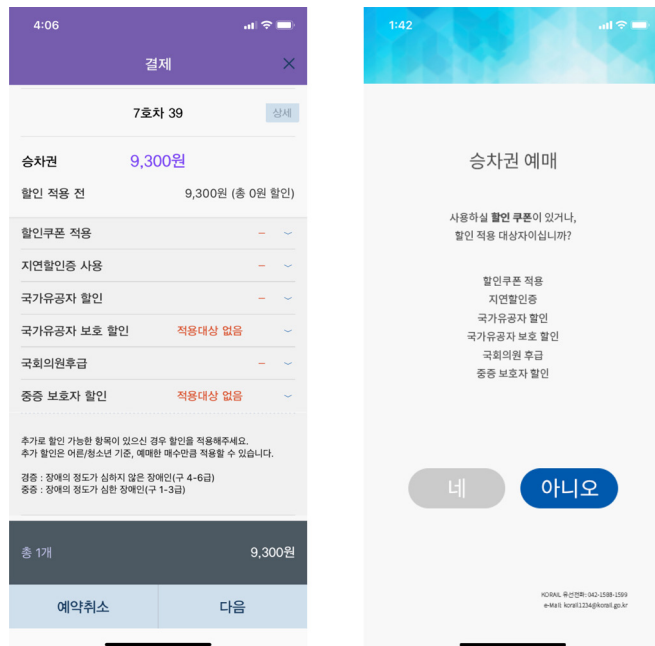 4:06
결제
7호차 39
상세
승차권 9,300원
할인 적용 전 9,300원 (총 0원 할인)
할인쿠폰 적용 –
지연할인증 사용 –
국가유공자 할인 –
국가유공자 보호 할인 적용대상 없음
국회의원후급 –
중증 보호자 할인 적용대상 없음
추가로 할인 가능한 항목이 있으신 경우 할인을 적용해주세요.
추가 할인은 어른/청소년 기준, 예매한 매수만큼 적용할 수 있습니다.
경증 : 장애의 정도가 심하지 않은 장애인(구 4-6급)
중증 : 장애의 정도가 심한 장애인(구 1-3급)
총 1개 9,300원
예약취소 다음
1:42
승차권 예매
사용하실 할인 쿠폰이 있거나,
할인 적용 대상자이십니까?
할인쿠폰 적용
지연할인증
국가유공자 할인
국가유공자 보호 할인
국회의원 후급
중증 보호자 할인
네 아니오
KORAIL 유선전화: 042-1588-1599
e-Mail: korail1234@korail.go.kr